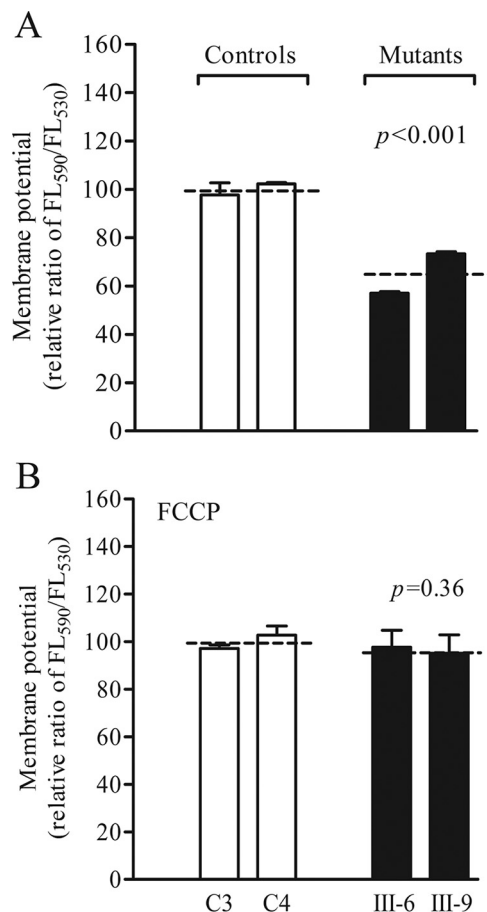 A
Controls
Mutants
p<0.001
Membrane potential
(relative ratio of FL590/FL530)
160
140
120
100
80
60
40
20
0
B
FCCP
p=0.36
Membrane potential
(relative ratio of FL590/FL530)
160
140
120
100
80
60
40
20
0
C3 C4 III-6 III-9